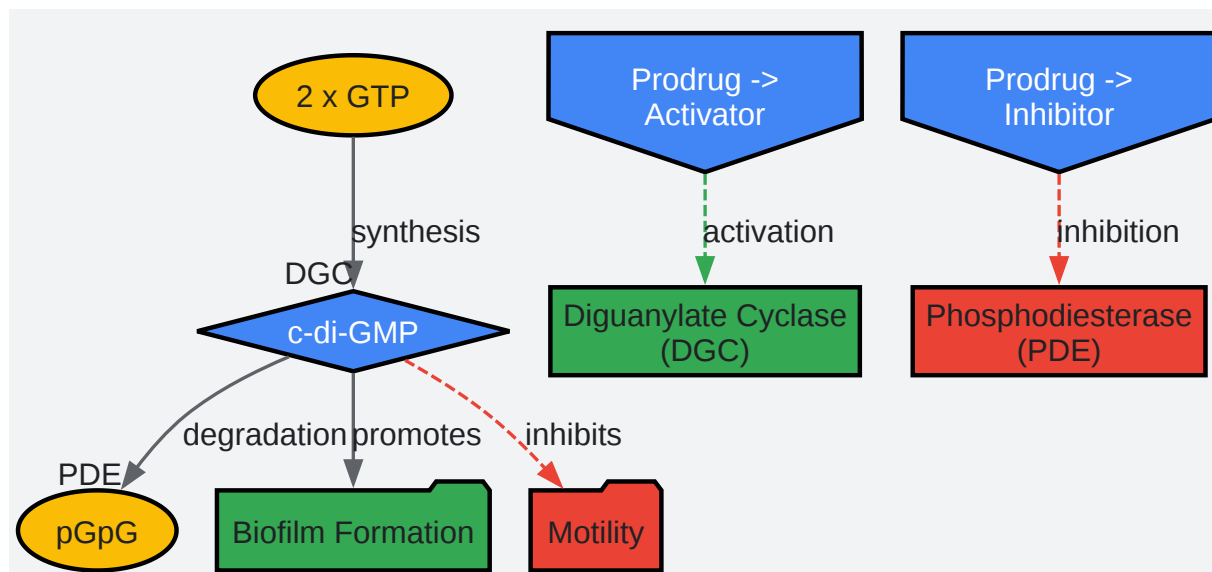 2 x GTP
Prodrug ->
Activator
Prodrug ->
Inhibitor
synthesis
activation
inhibition
DGC
c-di-GMP
Diguanylate Cyclase
(DGC)
Phosphodiesterase
(PDE)
degradation
promotes
inhibits
PDE
pGpG
Biofilm Formation
Motility